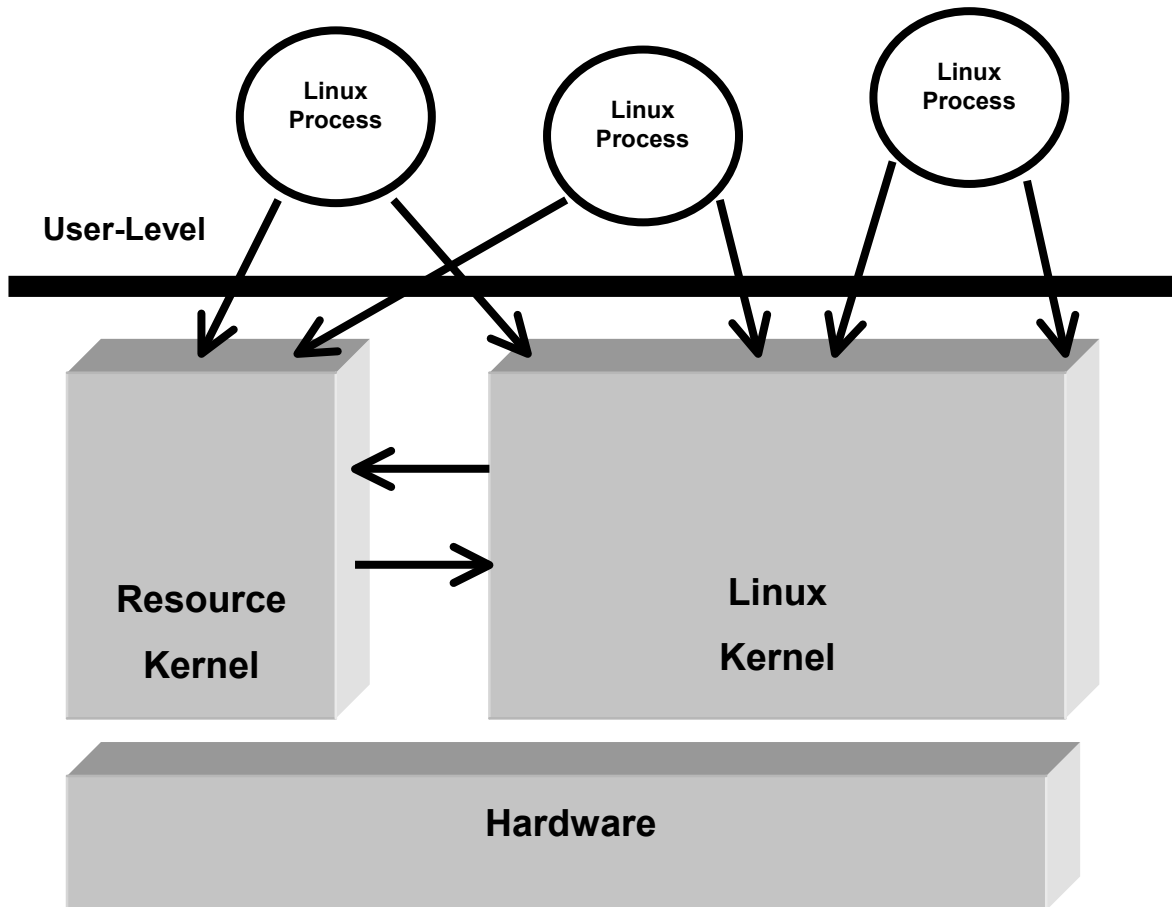 Linux
Process
Linux
Process
Linux
Process
User-Level
Resource
Kernel
Linux
Kernel
Hardware